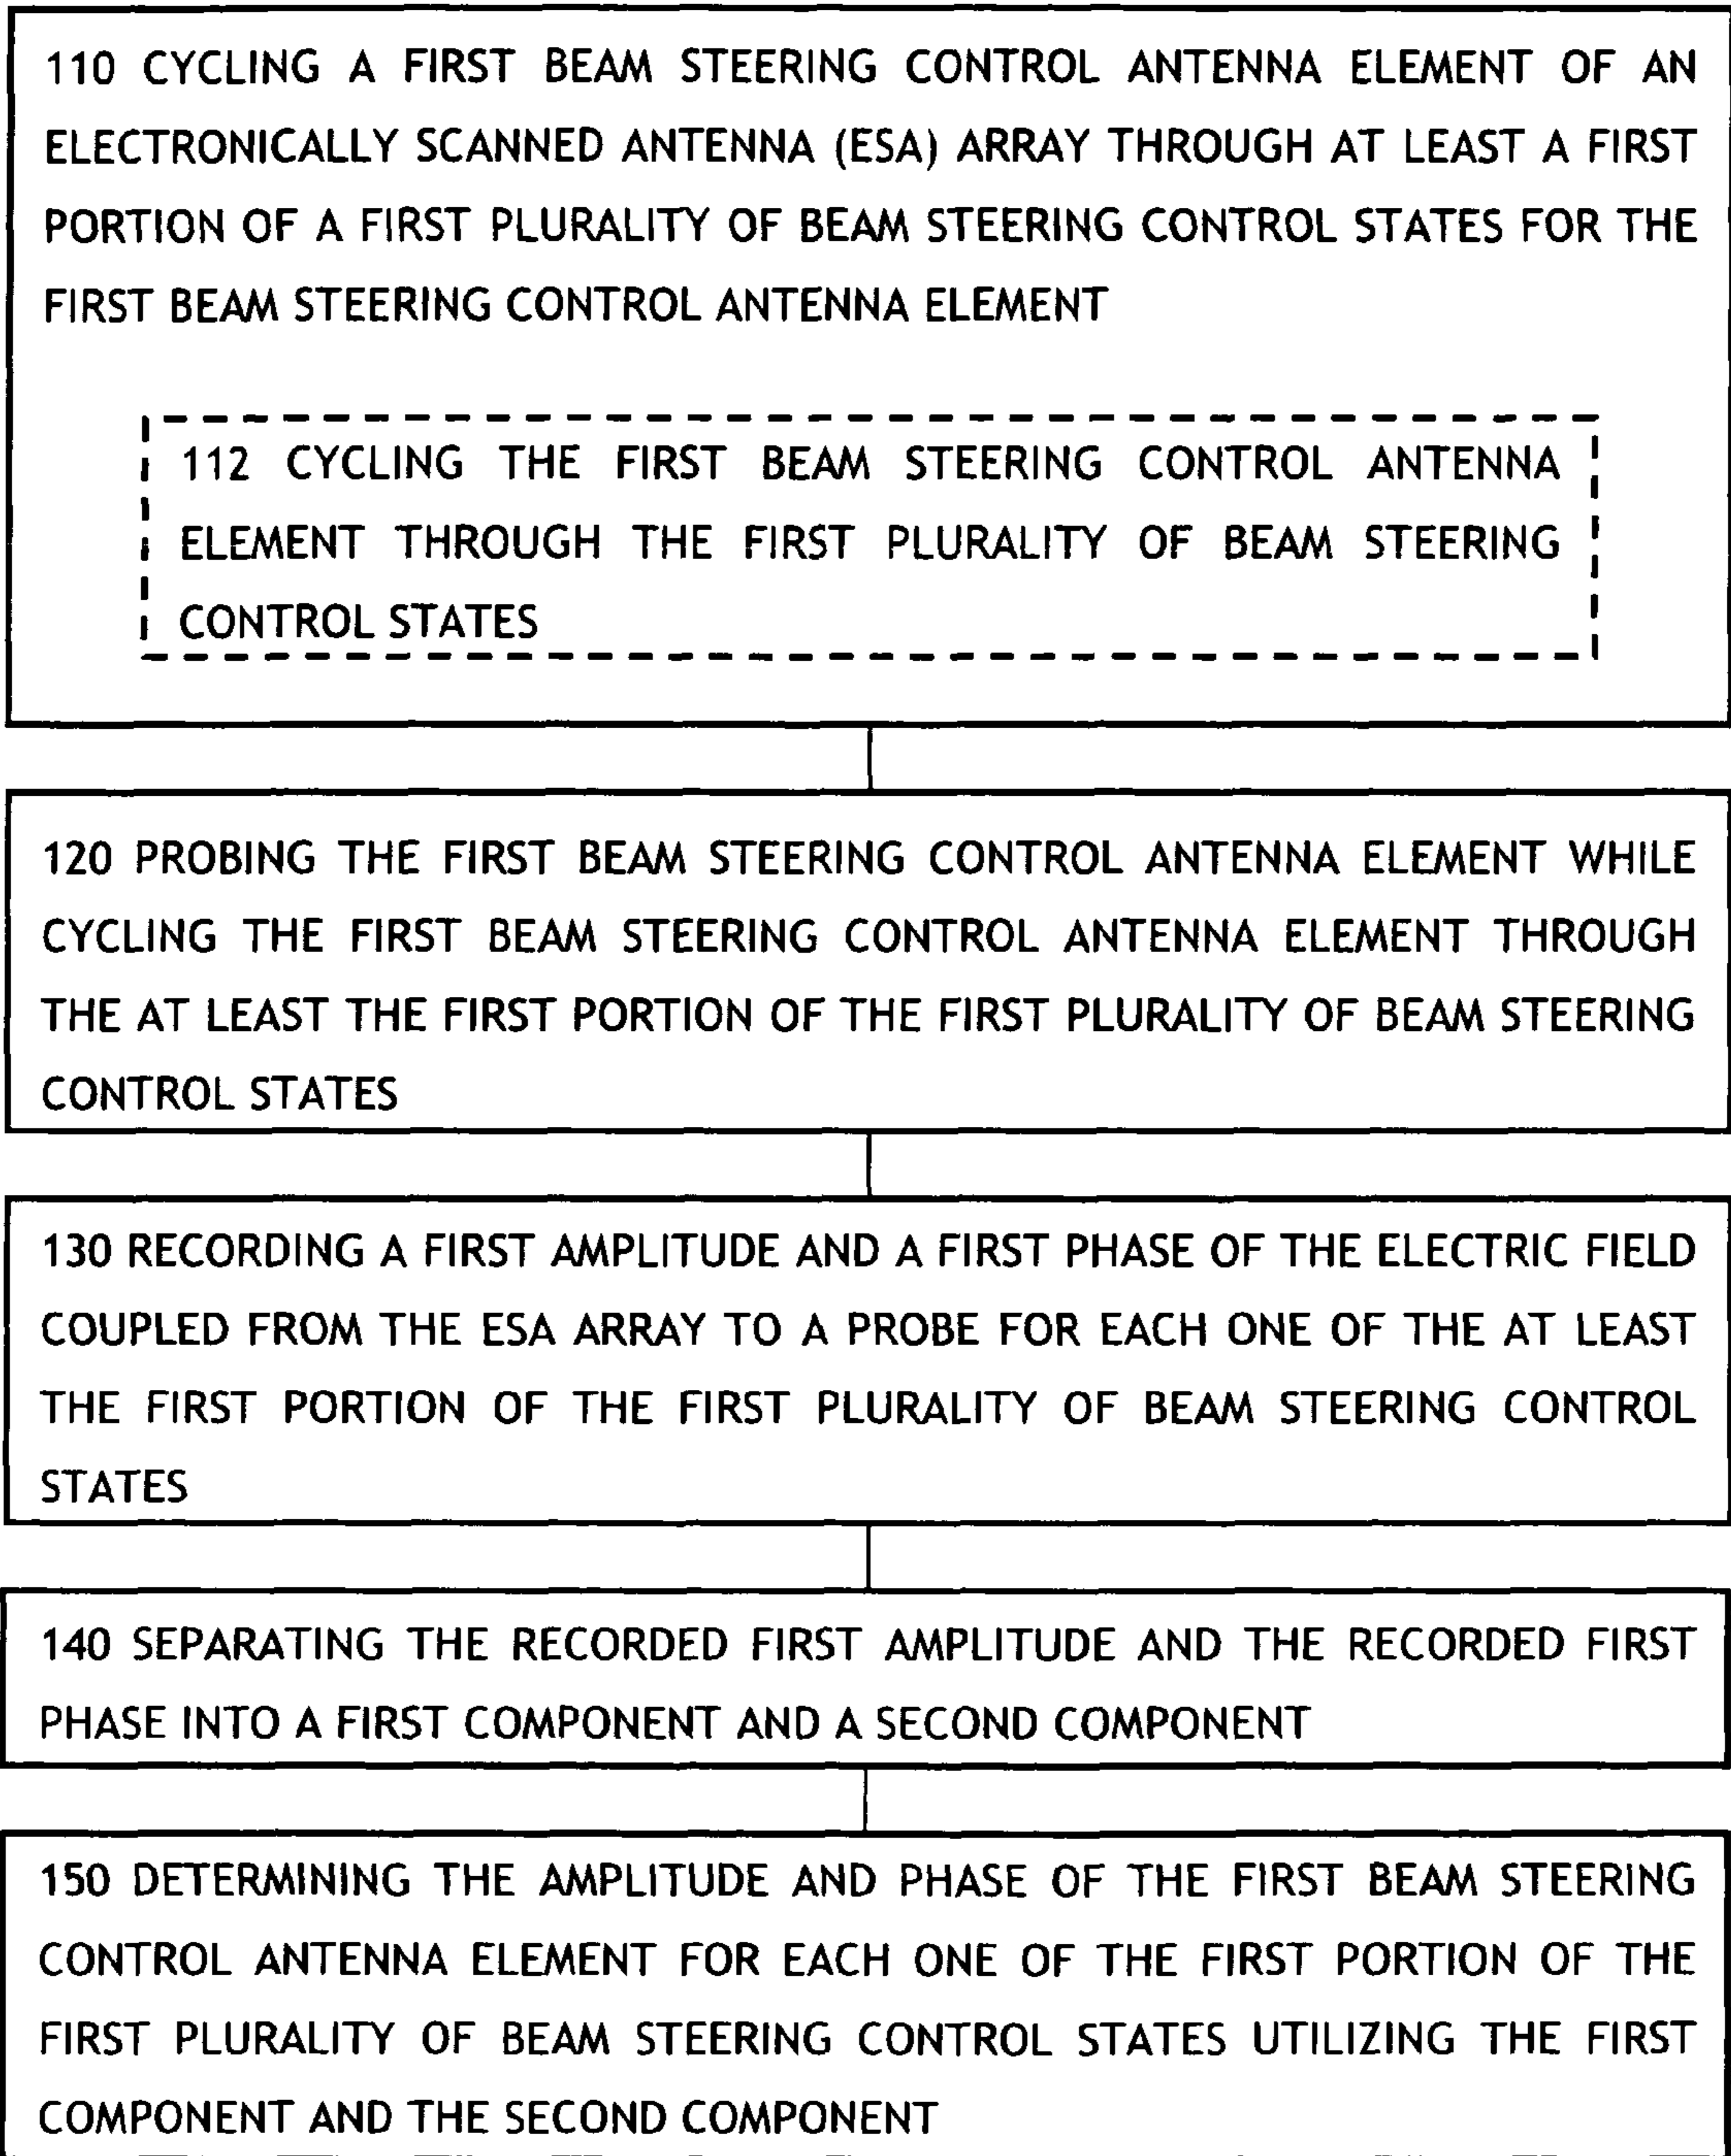 110 CYCLING A FIRST BEAM STEERING CONTROL ANTENNA ELEMENT OF AN
ELECTRONICALLY SCANNED ANTENNA (ESA) ARRAY THROUGH AT LEAST A FIRST
PORTION OF A FIRST PLURALITY OF BEAM STEERING CONTROL STATES FOR THE
FIRST BEAM STEERING CONTROL ANTENNA ELEMENT
112 CYCLING THE FIRST BEAM STEERING CONTROL ANTENNA
ELEMENT THROUGH THE FIRST PLURALITY OF BEAM STEERING
CONTROL STATES
120 PROBING THE FIRST BEAM STEERING CONTROL ANTENNA ELEMENT WHILE
CYCLING THE FIRST BEAM STEERING CONTROL ANTENNA ELEMENT THROUGH
THE AT LEAST THE FIRST PORTION OF THE FIRST PLURALITY OF BEAM STEERING
CONTROL STATES
130 RECORDING A FIRST AMPLITUDE AND A FIRST PHASE OF THE ELECTRIC FIELD
COUPLED FROM THE ESA ARRAY TO A PROBE FOR EACH ONE OF THE AT LEAST
THE FIRST PORTION OF THE FIRST PLURALITY OF BEAM STEERING CONTROL
STATES
140 SEPARATING THE RECORDED FIRST AMPLITUDE AND THE RECORDED FIRST
PHASE INTO A FIRST COMPONENT AND A SECOND COMPONENT
150 DETERMINING THE AMPLITUDE AND PHASE OF THE FIRST BEAM STEERING
CONTROL ANTENNA ELEMENT FOR EACH ONE OF THE FIRST PORTION OF THE
FIRST PLURALITY OF BEAM STEERING CONTROL STATES UTILIZING THE FIRST
COMPONENT AND THE SECOND COMPONENT